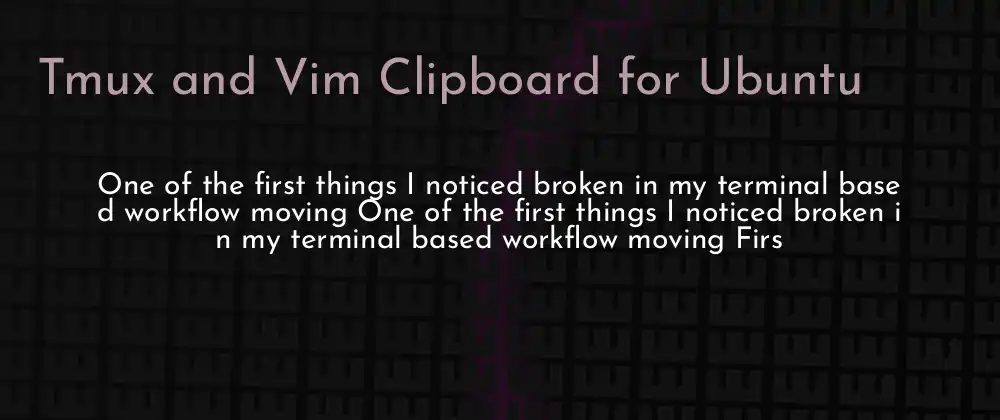 Tmux and Vim Clipboard for Ubuntu
One of the first things I noticed broken in my terminal base
d workflow moving One of the first things I noticed broken i
n my terminal based workflow moving Firs